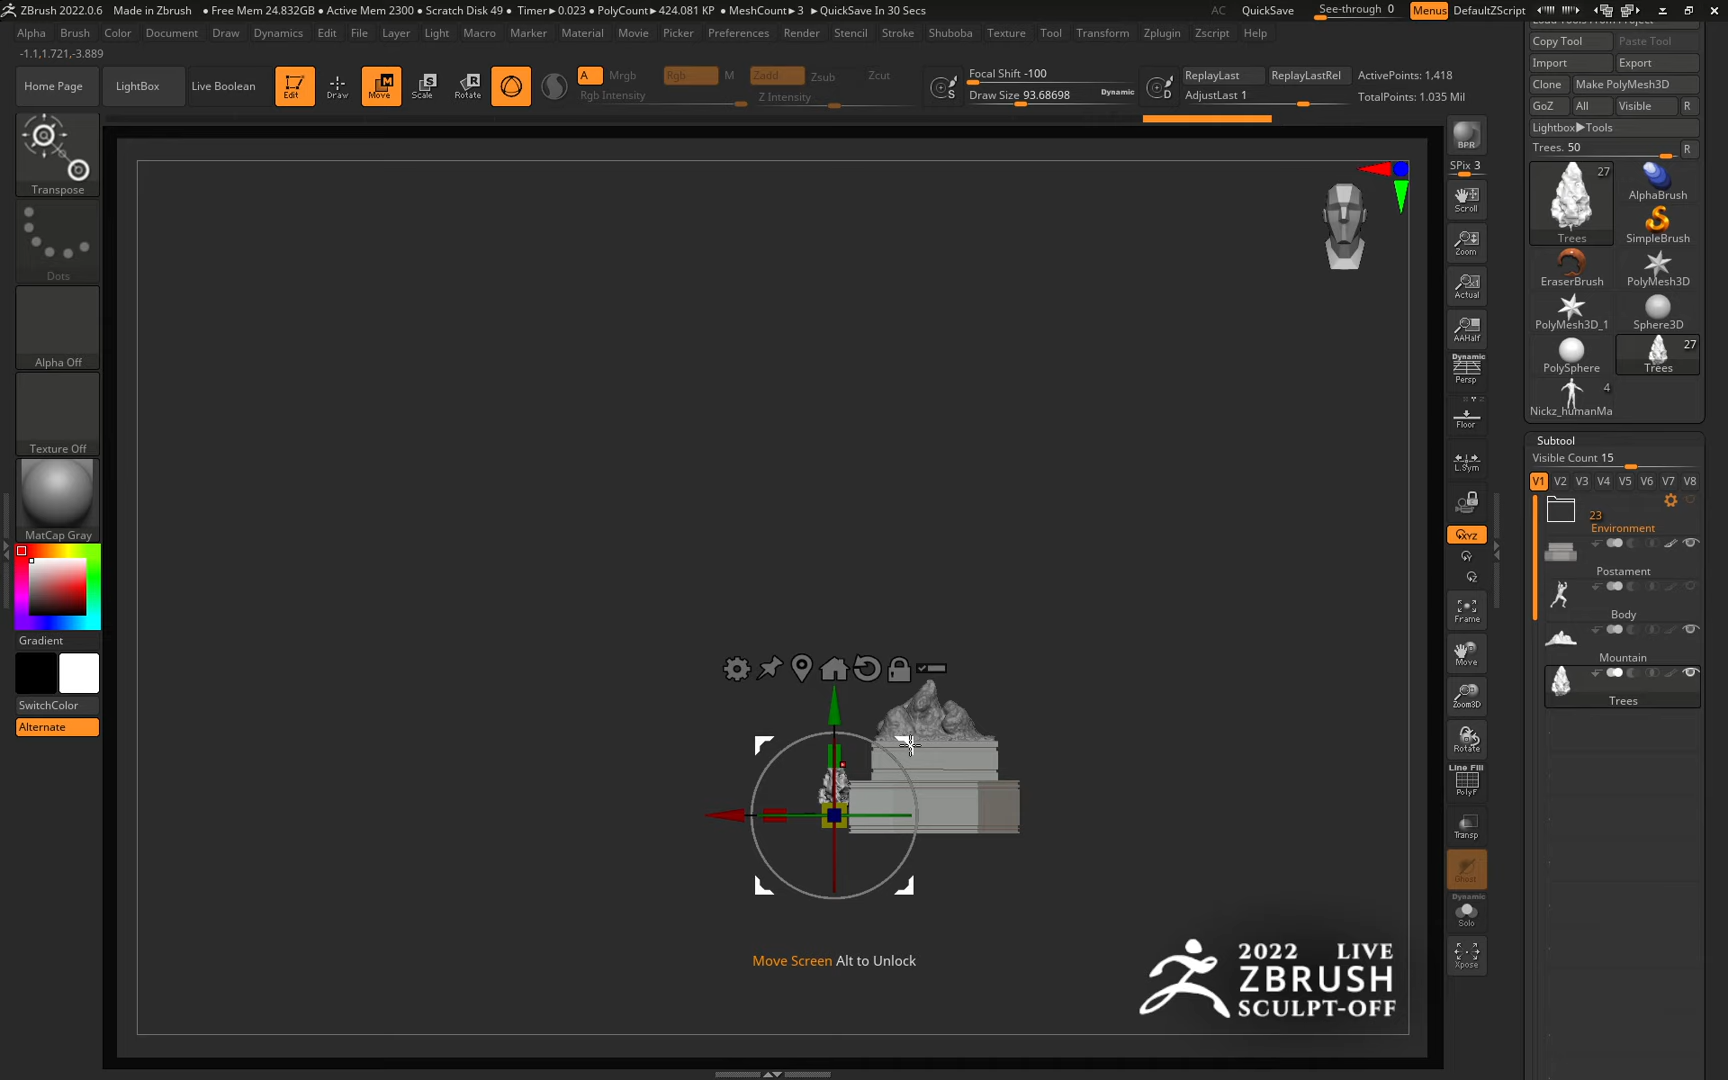 ZBrush 2022.0.6 Made in Zbrush ● Free Mem 24.832GB ● Active Mem 2300 ● Scratch Disk 49 ● Timer▶0.023 ● PolyCount▶424.081 KP ● MeshCount▶3 ▶QuickSave In 30 Secs AC QuickSave See-through 0 Menus DefaultZScript
Alpha Brush Color Document Draw Dynamics Edit File Layer Light Macro Marker Material Movie Picker Preferences Render Stencil Stroke Shuboba Texture Tool Transform Zplugin Zscript Help
-1.1,1.721,-3.889
Home Page LightBox Live Boolean Edit Draw Move Scale Rotate
A Mrgb Rgb M Zadd Zsub Zcut
Rgb Intensity Z Intensity
S Focal Shift -100
Draw Size 93.68698 Dynamic
D ReplayLast ReplayLastRel
AdjustLast 1
ActivePoints: 1,418
TotalPoints: 1.035 Mil
Transpose
Dots
Alpha Off
Texture Off
MatCap Gray
Gradient
SwitchColor
Alternate
Move Screen Alt to Unlock
2022 LIVE
ZBRUSH
SCULPT-OFF
BPR
SPix 3
Scroll
Zoom
Actual
AAHalf
Dynamic
Persp
Floor
L.Sym
XYZ
Y
Z
Frame
Move
Zoom3D
Rotate
Line Fill
PolyF
Transp
Ghost
Dynamic
Solo
Xpose
Load Tools From Project
Copy Tool Paste Tool
Import Export
Clone Make PolyMesh3D
GoZ All Visible R
Lightbox▶Tools
Trees. 50 R
27
Trees
AlphaBrush
SimpleBrush
EraserBrush
PolyMesh3D
PolyMesh3D_1
Sphere3D
PolySphere
27
Trees
4
Nickz_humanMa
Subtool
Visible Count 15
V1 V2 V3 V4 V5 V6 V7 V8
23
Environment
Postament
Body
Mountain
Trees